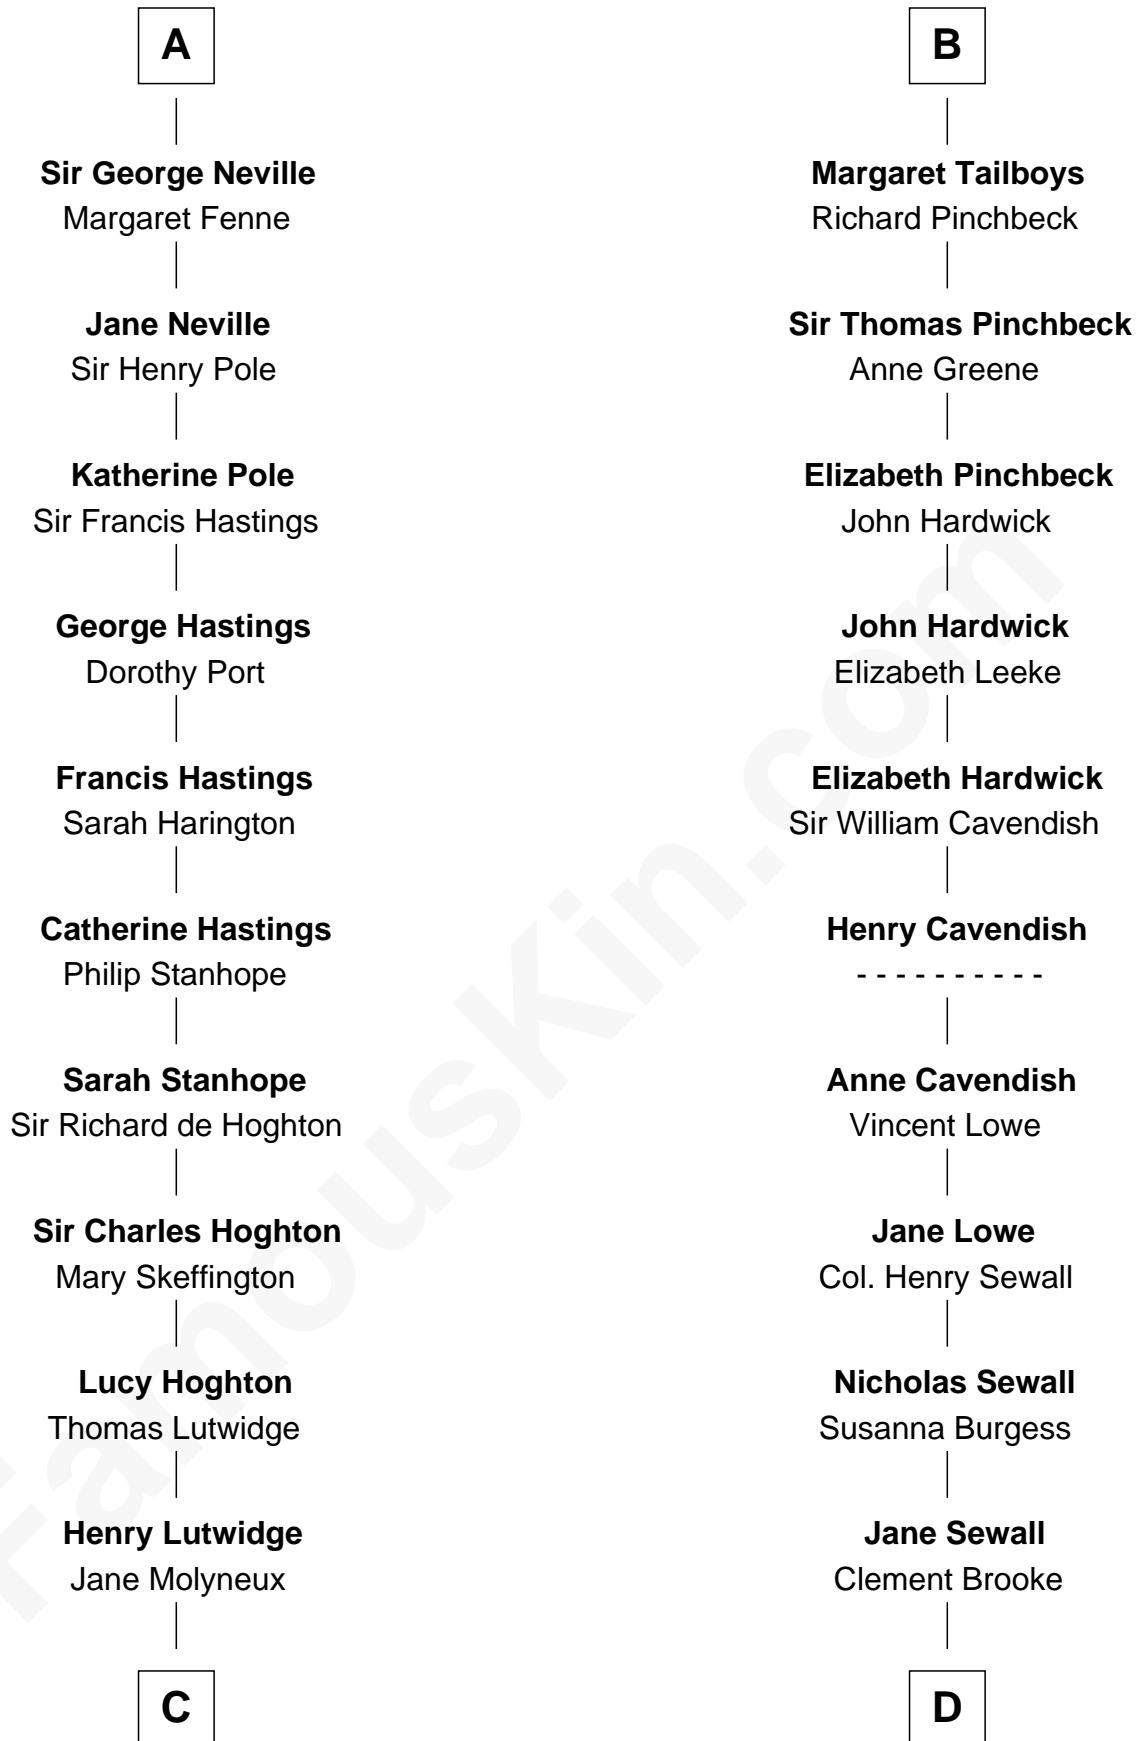 A
Sir George Neville
Margaret Fenne
Jane Neville
Sir Henry Pole
Katherine Pole
Sir Francis Hastings
George Hastings
Dorothy Port
Francis Hastings
Sarah Harington
Catherine Hastings
Philip Stanhope
Sarah Stanhope
Sir Richard de Hoghton
Sir Charles Hoghton
Mary Skeffington
Lucy Hoghton
Thomas Lutwidge
Henry Lutwidge
Jane Molyneux
C
B
Margaret Tailboys
Richard Pinchbeck
Sir Thomas Pinchbeck
Anne Greene
Elizabeth Pinchbeck
John Hardwick
John Hardwick
Elizabeth Leeke
Elizabeth Hardwick
Sir William Cavendish
Henry Cavendish
- - - - - - - - - -
Anne Cavendish
Vincent Lowe
Jane Lowe
Col. Henry Sewall
Nicholas Sewall
Susanna Burgess
Jane Sewall
Clement Brooke
D
FamousKin.com